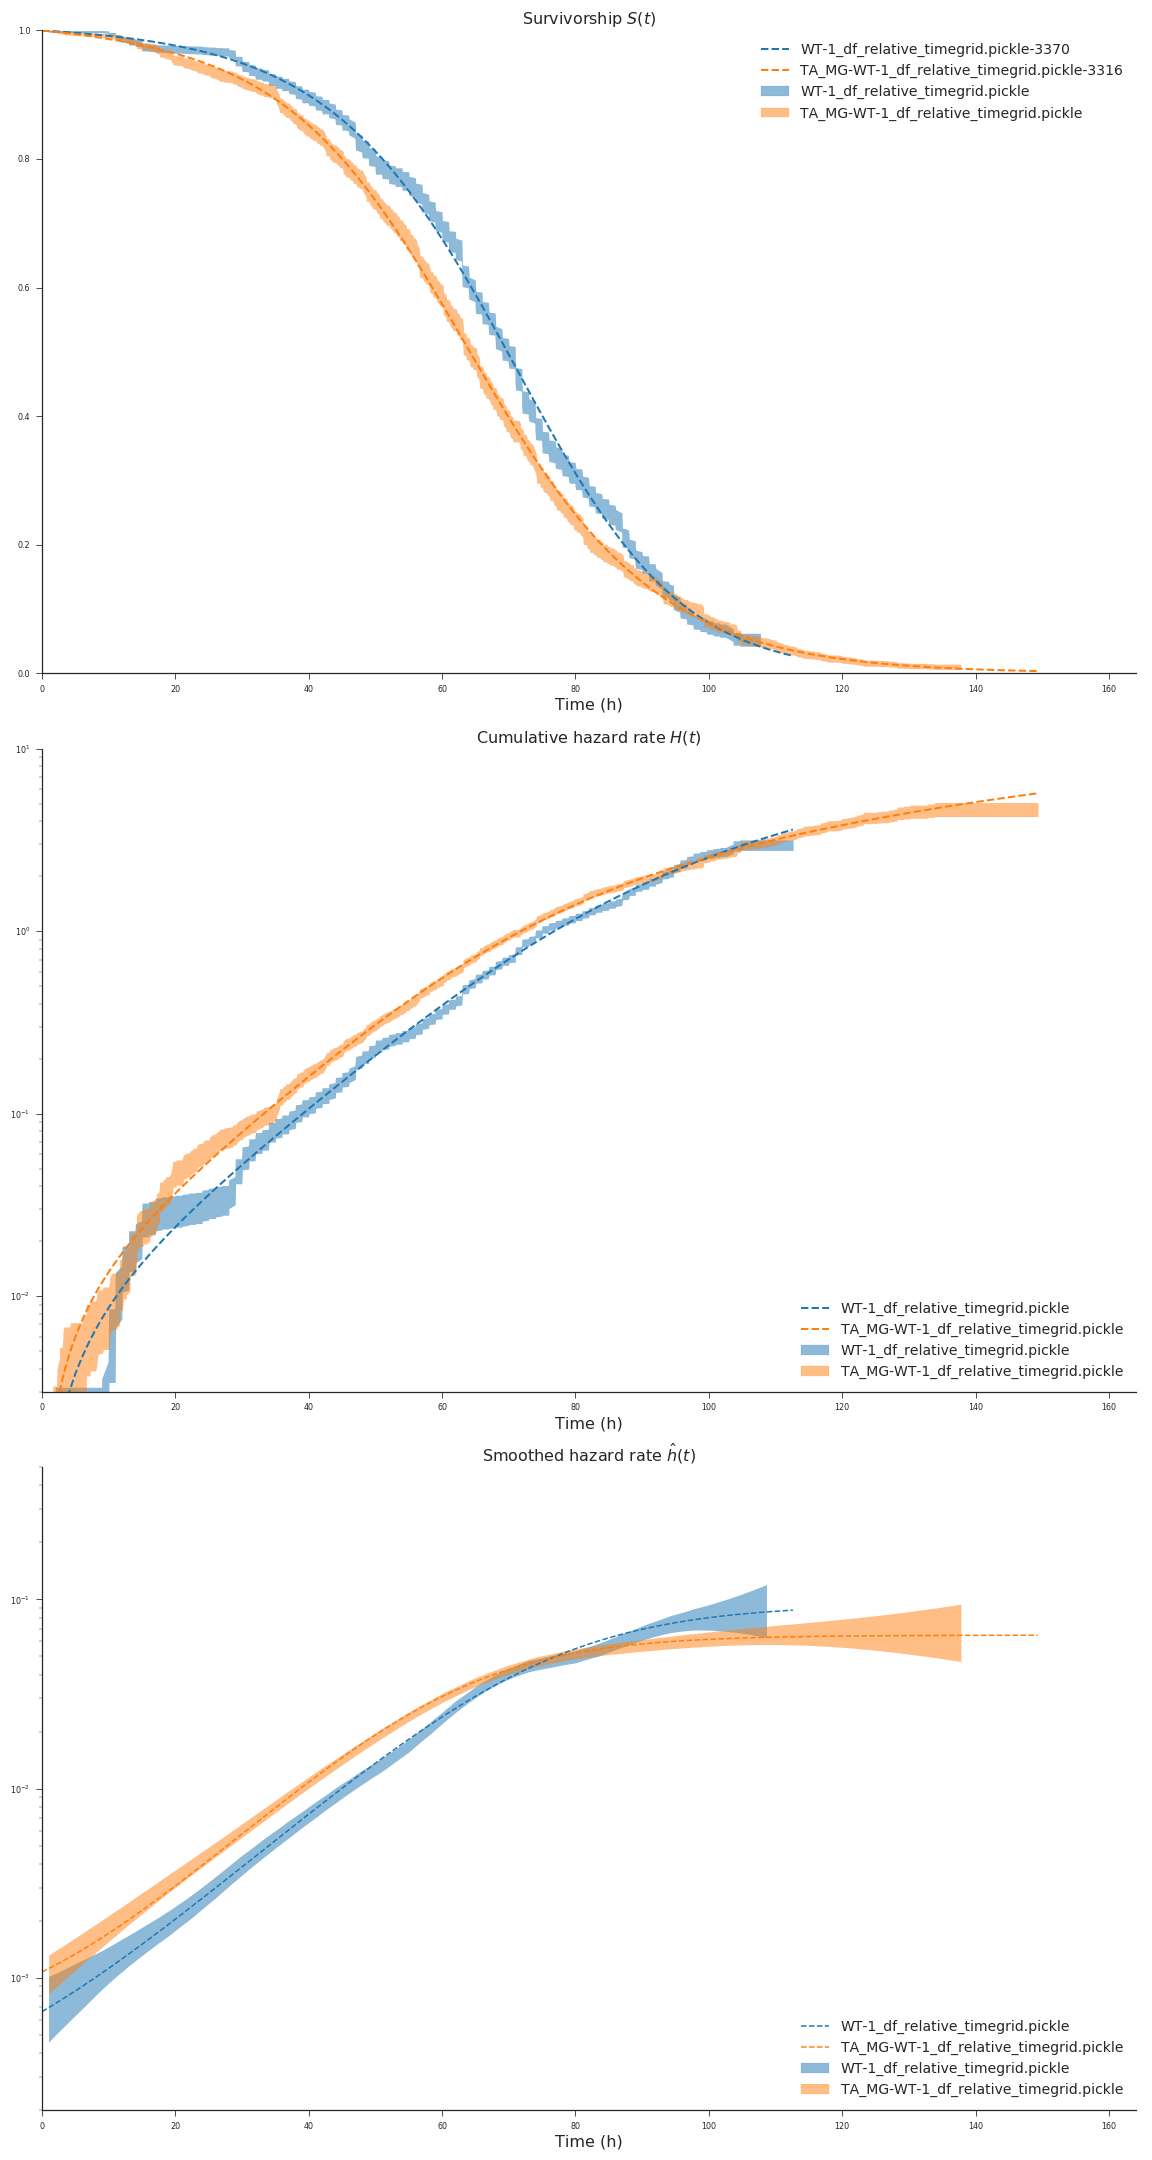 Survivorship S(t)
1.0
0.8
0.6
0.4
0.2
0.0
WT-1_df_relative_timegrid.pickle-3370
TA_MG-WT-1_df_relative_timegrid.pickle-3316
WT-1_df_relative_timegrid.pickle
TA_MG-WT-1_df_relative_timegrid.pickle
0 20 40 60 80 100 120 140 160
Time (h)
Cumulative hazard rate H(t)
10¹
10⁰
10⁻¹
10⁻²
WT-1_df_relative_timegrid.pickle
TA_MG-WT-1_df_relative_timegrid.pickle
WT-1_df_relative_timegrid.pickle
TA_MG-WT-1_df_relative_timegrid.pickle
0 20 40 60 80 100 120 140 160
Time (h)
Smoothed hazard rate ĥ(t)
10⁻¹
10⁻²
10⁻³
WT-1_df_relative_timegrid.pickle
TA_MG-WT-1_df_relative_timegrid.pickle
WT-1_df_relative_timegrid.pickle
TA_MG-WT-1_df_relative_timegrid.pickle
0 20 40 60 80 100 120 140 160
Time (h)